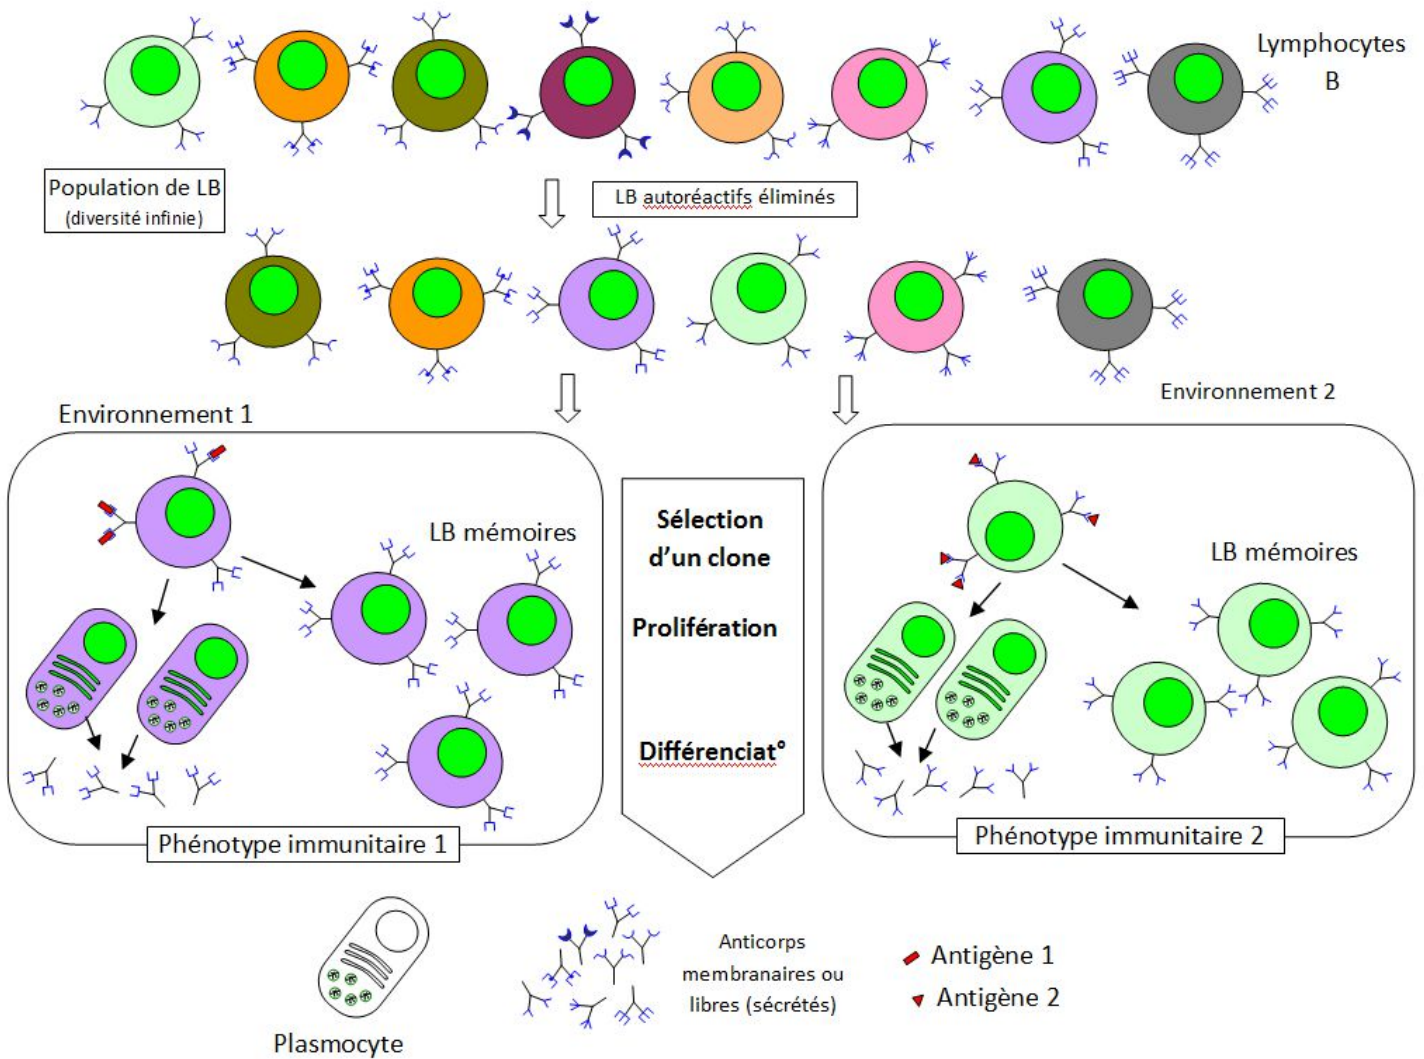 Lymphocytes
B
Population de LB
(diversité infinie)
LB autoréactifs éliminés
Environnement 1
Environnement 2
LB mémoires
Sélection
d’un clone
Prolifération
Différenciat°
LB mémoires
Phénotype immunitaire 1
Phénotype immunitaire 2
Plasmocyte
Anticorps
membranaires ou
libres (sécrétés)
Antigène 1
Antigène 2